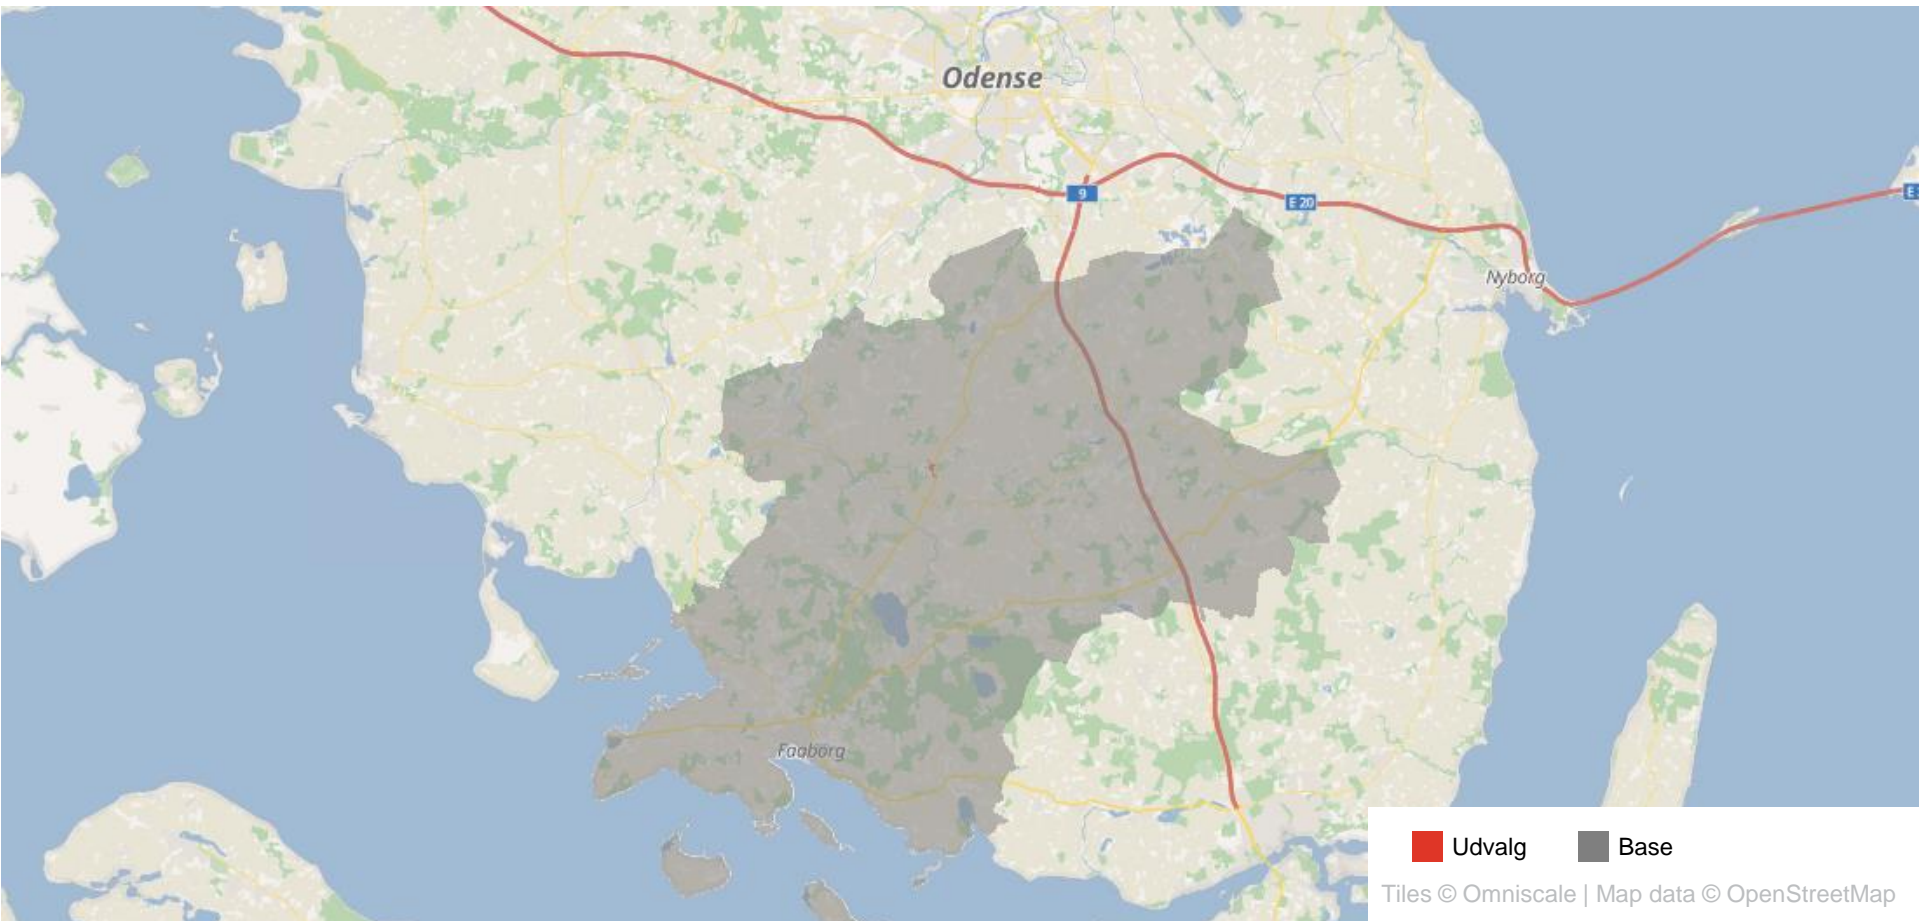 Odense
9
E 20
E
Nyborg
Faaborg
Udvalg
Base
Tiles © Omniscale | Map data © OpenStreetMap